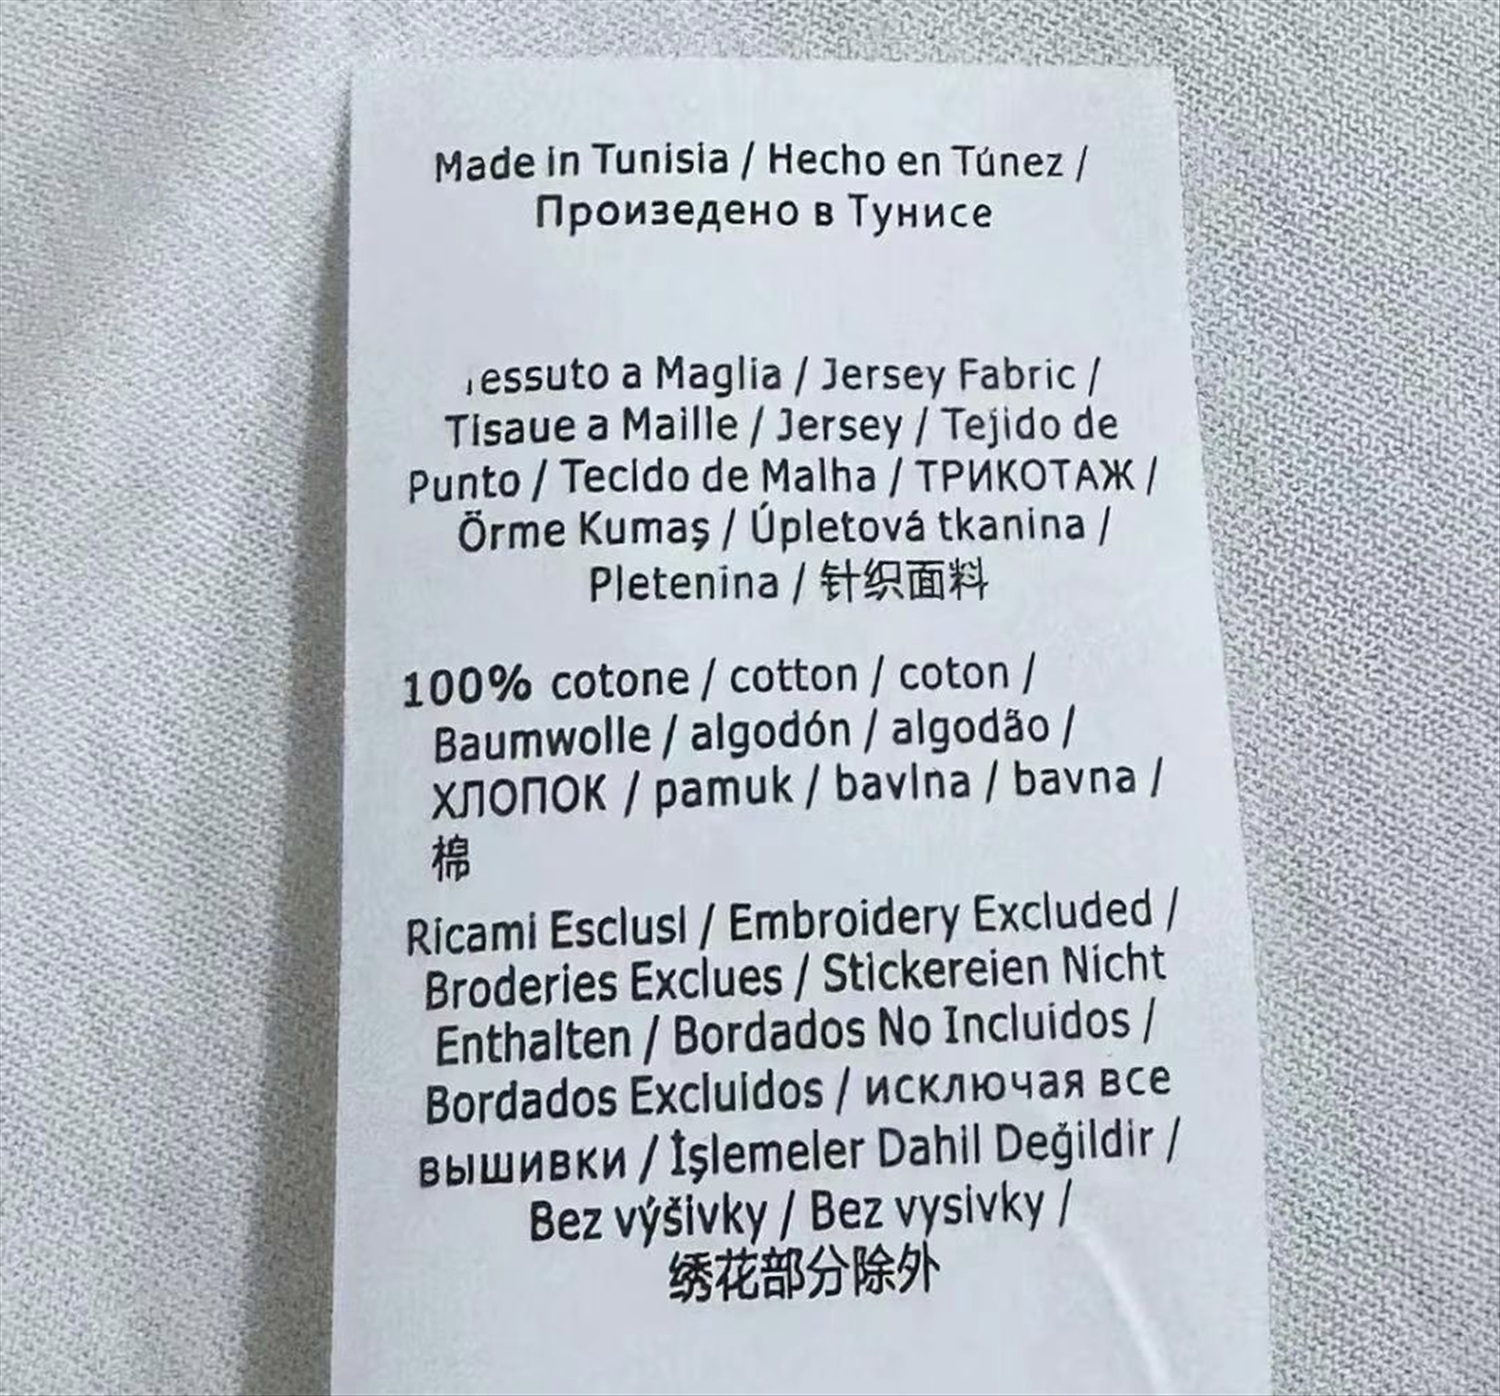 Made in Tunisia / Hecho en Túnez /
Произедено в Тунисе
essuto a Maglia / Jersey Fabric /
Tisaue a Maille / Jersey / Tejido de
Punto / Tecido de Malha / ТРИКОТАЖ /
Örme Kumaş / Úpletová tkanina /
Pletenina / 针织面料
100% cotone / cotton / coton /
Baumwolle / algodón / algodão /
ХЛОПОК / pamuk / bavlna / bavna /
棉
Ricami Esclusi / Embroidery Excluded /
Broderies Exclues / Stickereien Nicht
Enthalten / Bordados No Incluidos /
Bordados Excluidos / исключая все
вышивки / İşlemeler Dahil Değildir /
Bez výšivky / Bez vysivky /
绣花部分除外